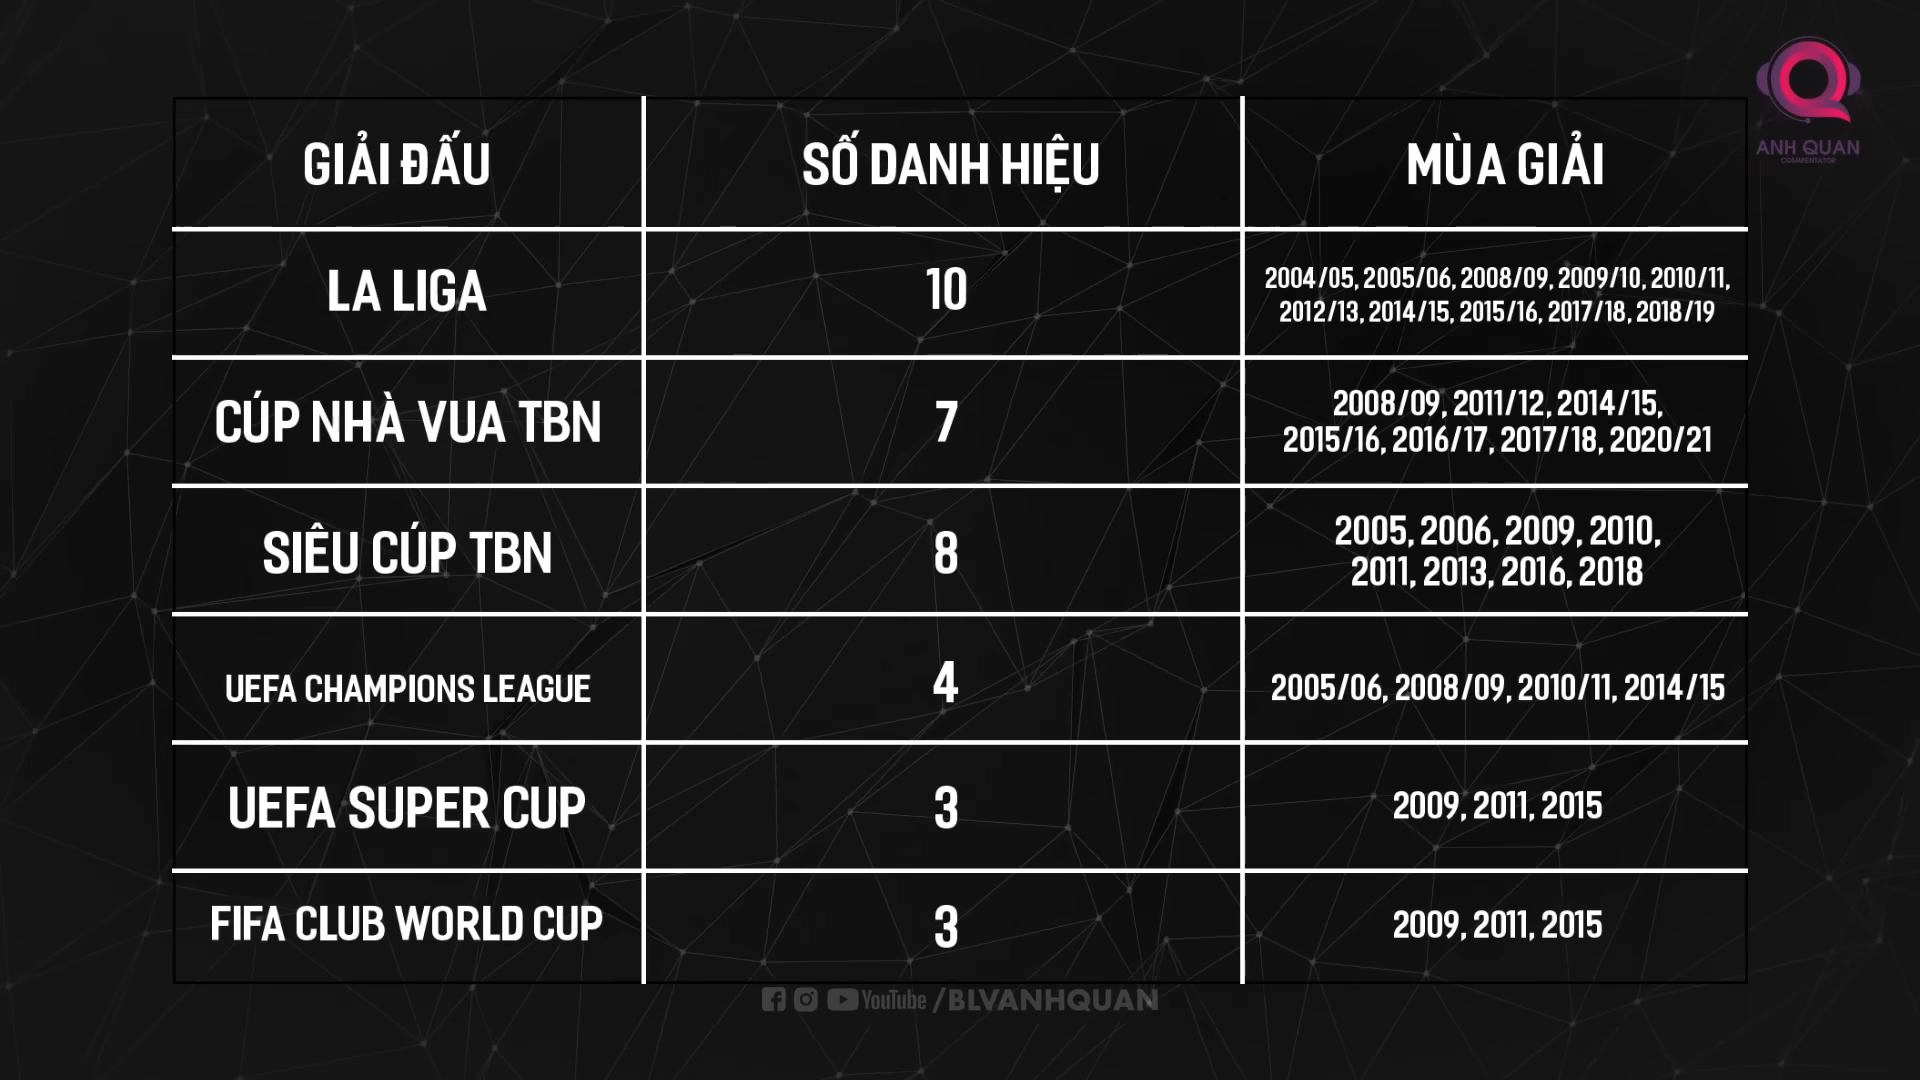 ANH QUAN
COMMENTATOR
GIẢI ĐẤU
SỐ DANH HIỆU
MÙA GIẢI
LA LIGA
10
2004/05, 2005/06, 2008/09, 2009/10, 2010/11,
2012/13, 2014/15, 2015/16, 2017/18, 2018/19
CÚP NHÀ VUA TBN
7
2008/09, 2011/12, 2014/15,
2015/16, 2016/17, 2017/18, 2020/21
SIÊU CÚP TBN
8
2005, 2006, 2009, 2010,
2011, 2013, 2016, 2018
UEFA CHAMPIONS LEAGUE
4
2005/06, 2008/09, 2010/11, 2014/15
UEFA SUPER CUP
3
2009, 2011, 2015
FIFA CLUB WORLD CUP
3
2009, 2011, 2015
YouTube /BLVANHQUAN